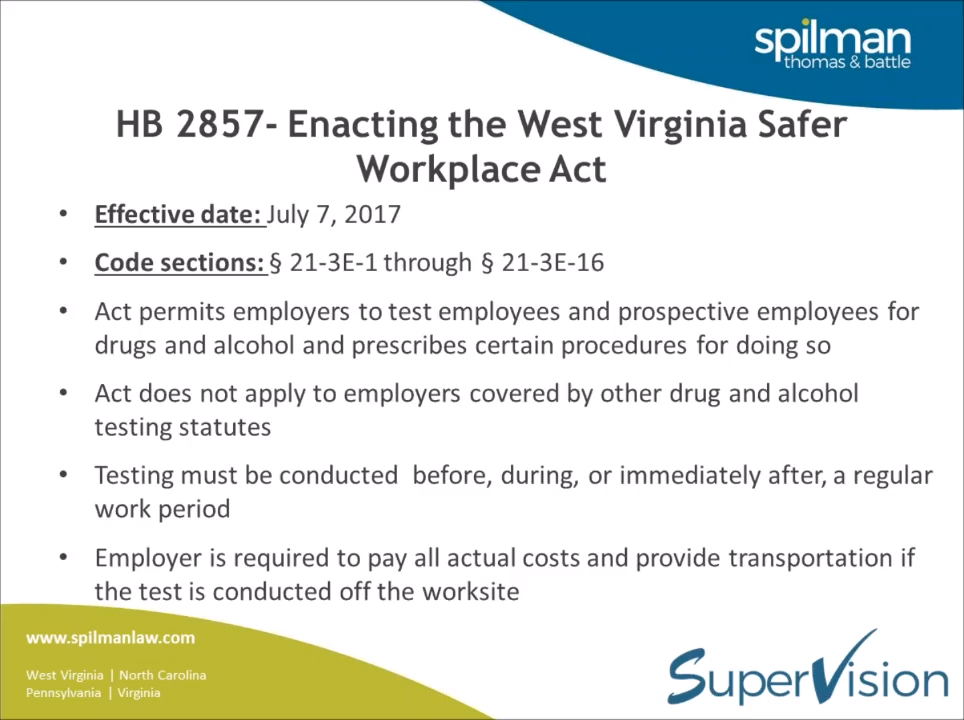 spilman
thomas & battle
HB 2857- Enacting the West Virginia Safer
Workplace Act
• Effective date: July 7, 2017
• Code sections: § 21-3E-1 through § 21-3E-16
• Act permits employers to test employees and prospective employees for
drugs and alcohol and prescribes certain procedures for doing so
• Act does not apply to employers covered by other drug and alcohol
testing statutes
• Testing must be conducted  before, during, or immediately after, a regular
work period
• Employer is required to pay all actual costs and provide transportation if
the test is conducted off the worksite
www.spilmanlaw.com
West Virginia | North Carolina
Pennsylvania | Virginia
SuperVision